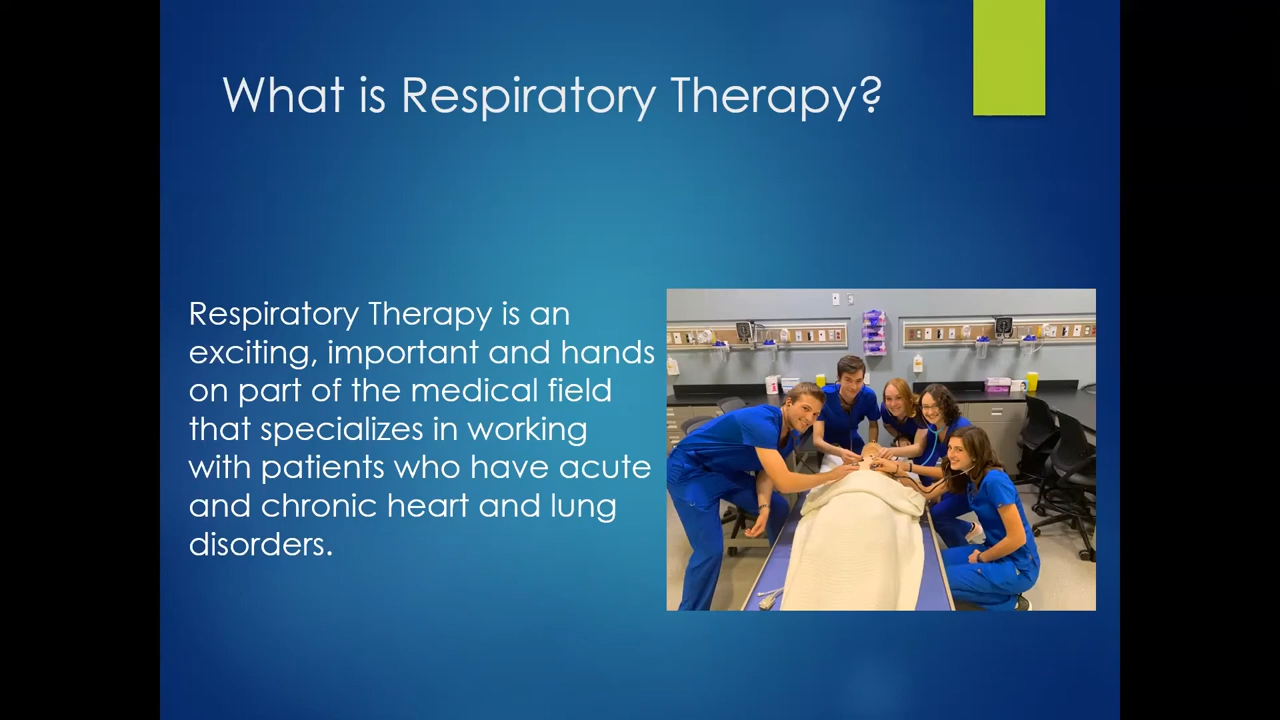 What is Respiratory Therapy?
Respiratory Therapy is an
exciting, important and hands
on part of the medical field
that specializes in working
with patients who have acute
and chronic heart and lung
disorders.